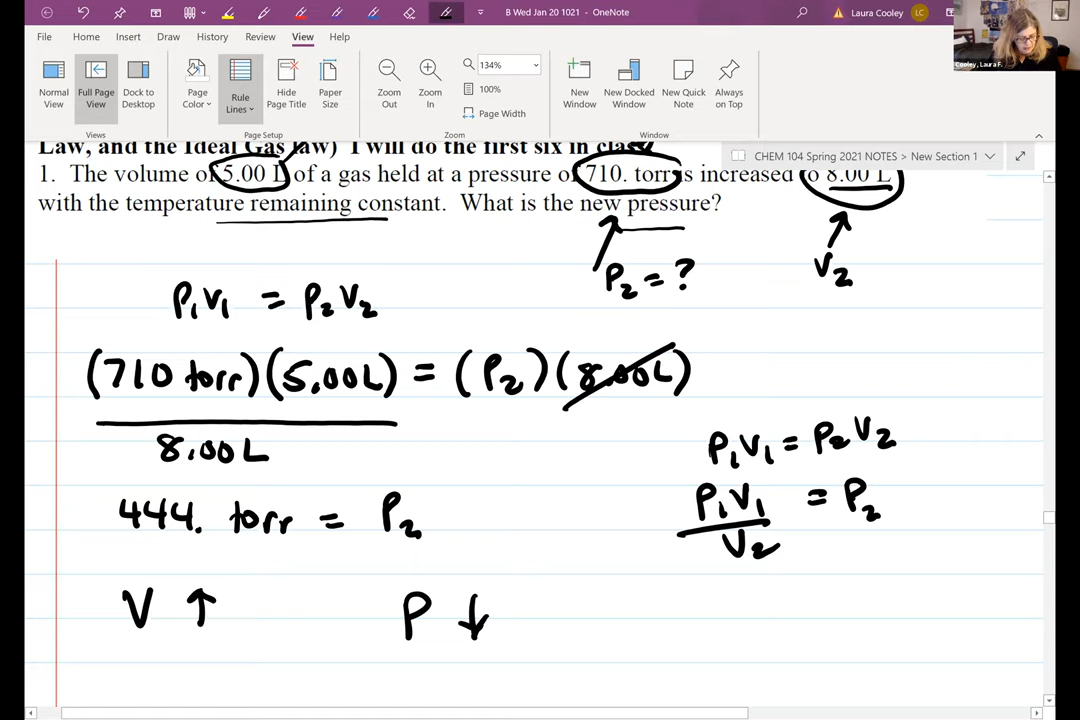 B Wed Jan 20 1021 - OneNote
Laura Cooley LC
File Home Insert Draw History Review View Help
Normal View
Full Page View
Dock to Desktop
Page Color
Rule Lines
Hide Page Title
Paper Size
Zoom Out
Zoom In
134%
100%
Page Width
New Window
New Docked Window
New Quick Note
Always on Top
Views Page Setup Zoom Window
Cooley, Laura F.
CHEM 104 Spring 2021 NOTES > New Section 1
Law, and the Ideal Gas law) I will do the first six in class
1. The volume of 5.00 L of a gas held at a pressure of 710. torr is increased to 8.00 L
with the temperature remaining constant. What is the new pressure?
P₂ = ?
V₂
P₁V₁ = P₂V₂
(710 torr)(5.00L) = (P₂)(8.00L)
8.00L
P₁V₁ = P₂V₂
P₁V₁ = P₂
V₂
444. torr = P₂
V ↑ P ↓